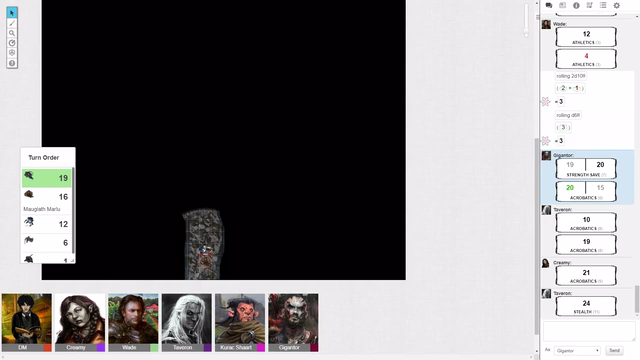 Turn Order
19
16
Mauglath Marlu
12
6
1
DM
Creamy
Wade
Taveron
Kurac Shaart
Gigantor
Wade:
12
ATHLETICS
4
ATHLETICS
rolling 2d10!!
( 2 + 1 )
= 3
rolling d6!!
( 3 )
= 3
Gigantor:
19 20
STRENGTH SAVE
20 15
ACROBATICS
Taveron:
10
ACROBATICS
19
ACROBATICS
Creamy:
21
ACROBATICS
Taveron:
24
STEALTH
As: Gigantor Send